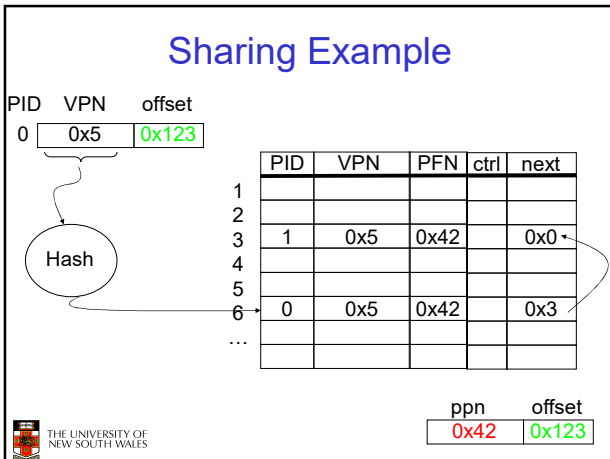 Sharing Example
PID VPN offset
0 0x5 0x123
PID VPN PFN ctrl next
1
2
3 1 0x5 0x42 0x0
Hash
4
5
6 0 0x5 0x42 0x3
…
ppn offset
0x42 0x123
THE UNIVERSITY OF
NEW SOUTH WALES